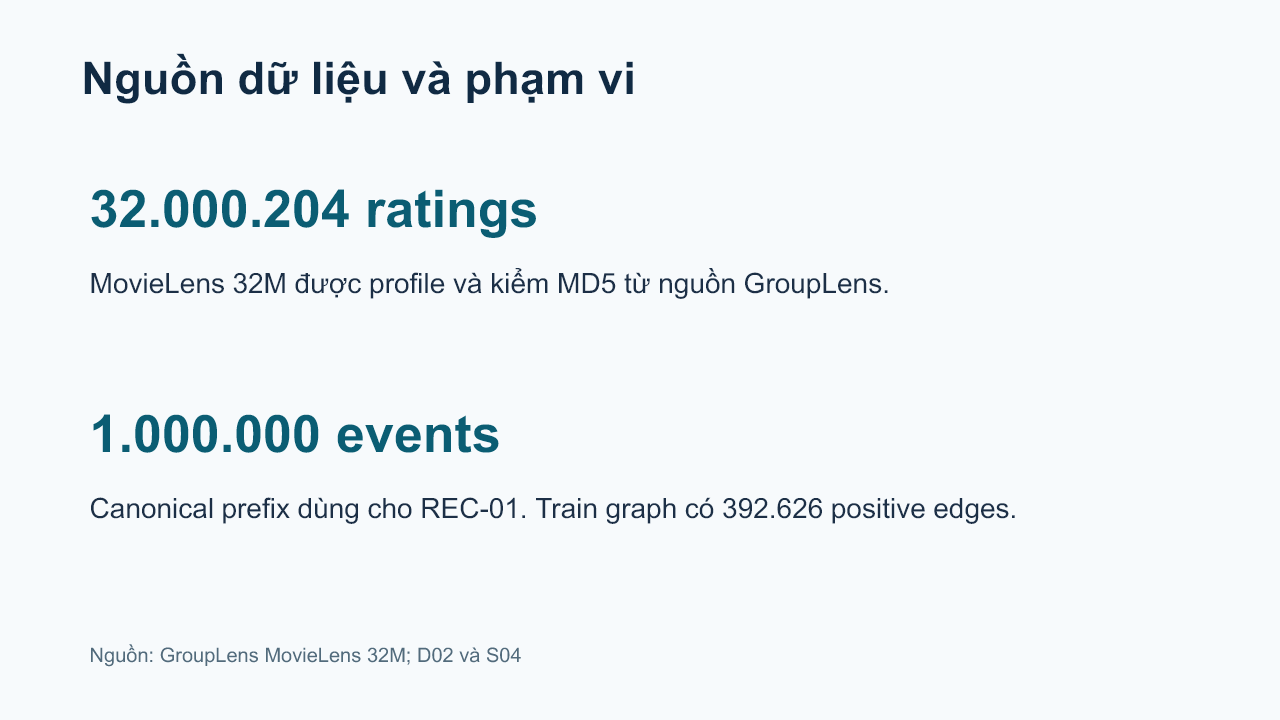 Nguồn dữ liệu và phạm vi
32.000.204 ratings
MovieLens 32M được profile và kiểm MD5 từ nguồn GroupLens.
1.000.000 events
Canonical prefix dùng cho REC-01. Train graph có 392.626 positive edges.
Nguồn: GroupLens MovieLens 32M; D02 và S04